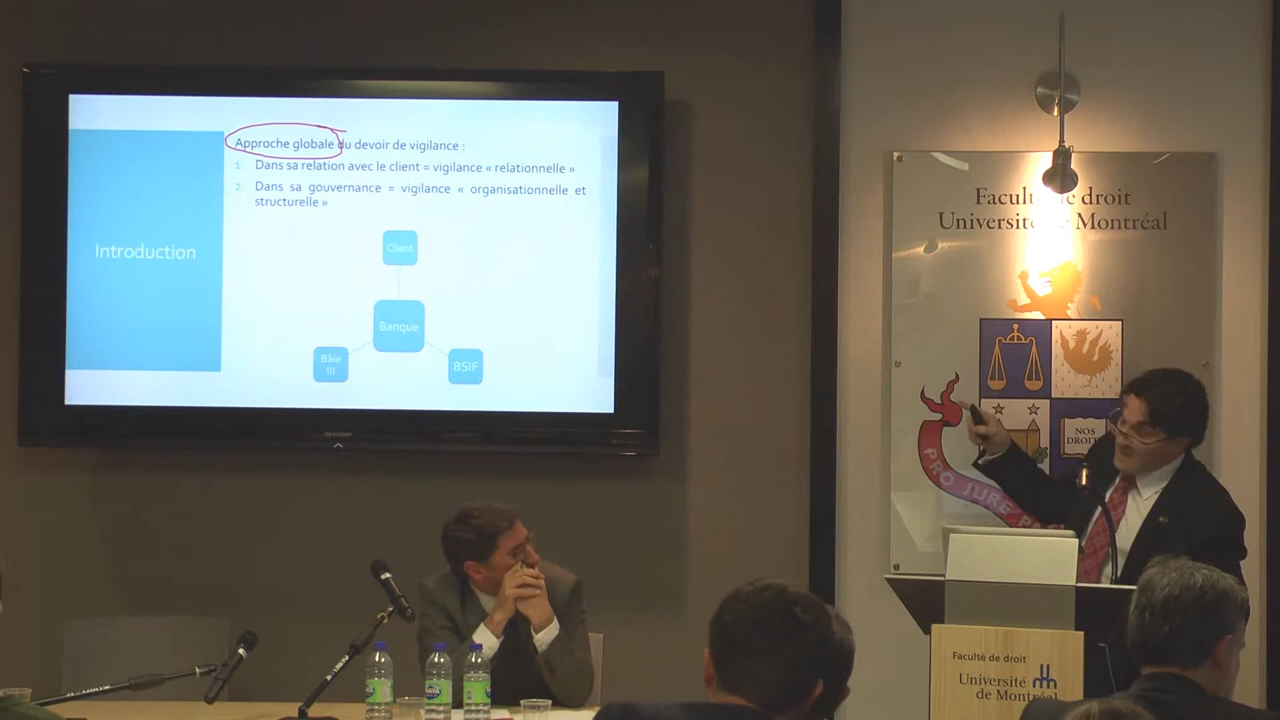 Approche globale du devoir de vigilance :
1. Dans sa relation avec le client = vigilance « relationnelle »
2. Dans sa gouvernance = vigilance « organisationnelle et
structurelle »
Introduction
Client
Banque
Bâle
III
BSIF
SHARP
Faculté de droit
Université de Montréal
NOS
DROIT
PRO JURE
Faculté de droit
Université
de Montréal